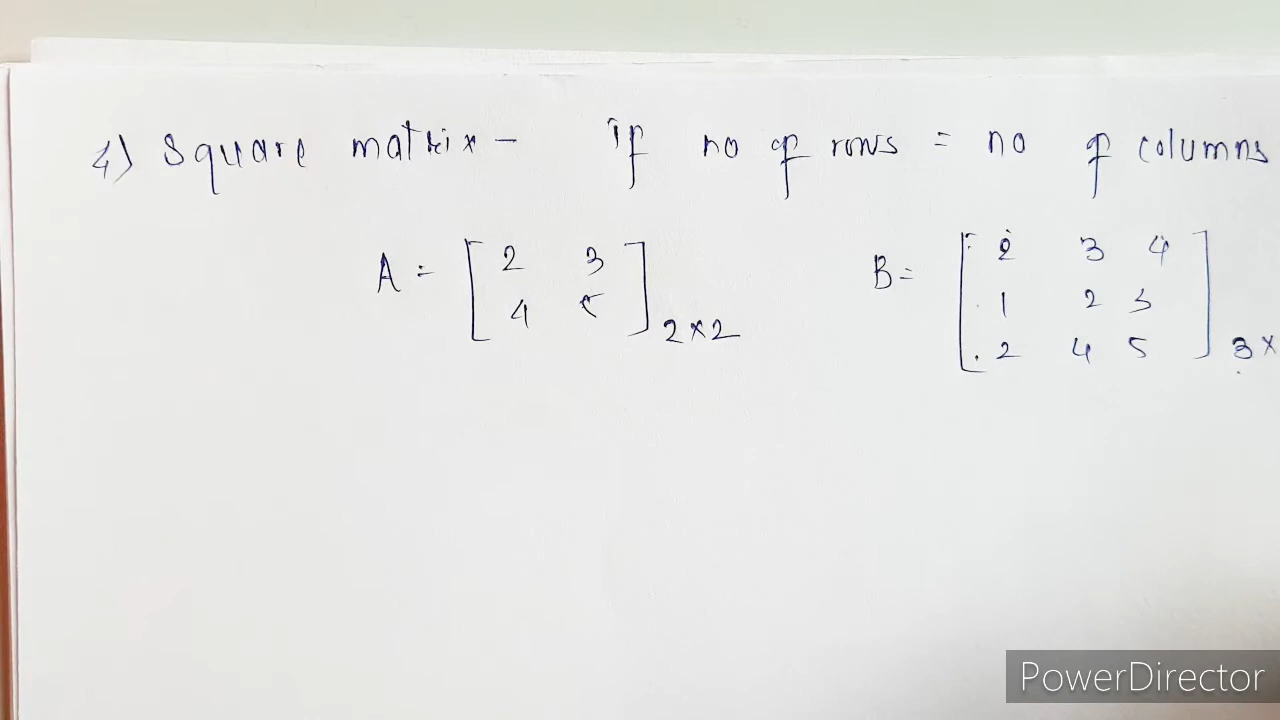 4) Square matrix - If no of rows = no of columns
A = [ 2 3 B = [ 2 3 4
4 5 ] 2×2 1 2 3
2 4 5 ] 3×
PowerDirector